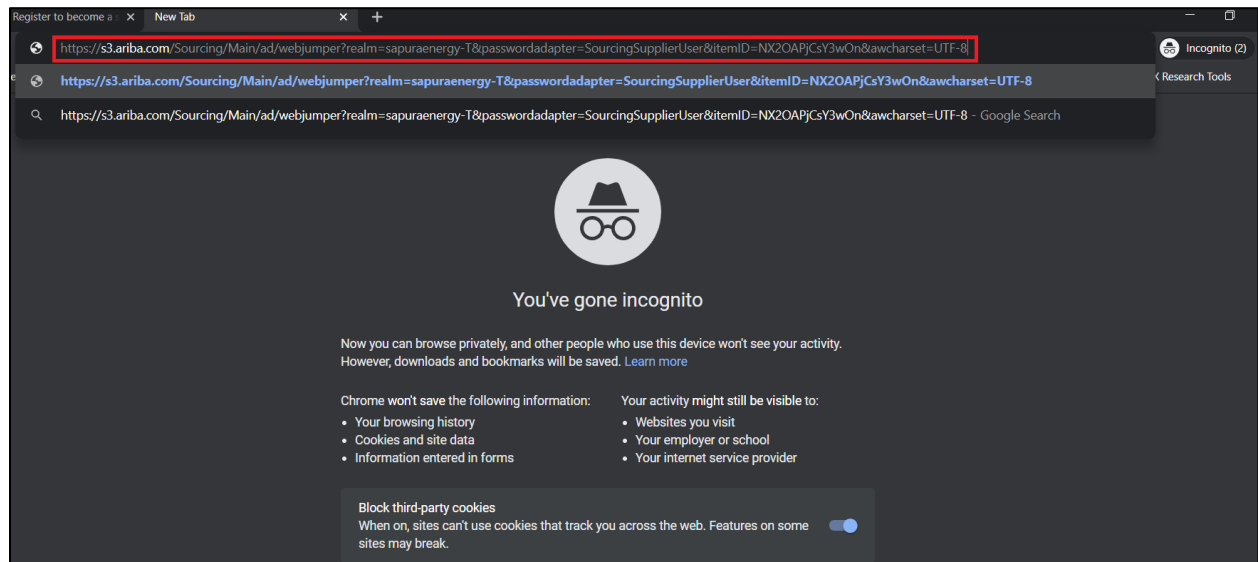 Register to become a s
New Tab
https://s3.ariba.com/Sourcing/Main/ad/webjumper?realm=sapuraenergy-T&passwordadapter=SourcingSupplierUser&itemID=NX2OAPjCsY3wOn&awcharset=UTF-8
Incognito (2)
https://s3.ariba.com/Sourcing/Main/ad/webjumper?realm=sapuraenergy-T&passwordadapter=SourcingSupplierUser&itemID=NX2OAPjCsY3wOn&awcharset=UTF-8
Research Tools
https://s3.ariba.com/Sourcing/Main/ad/webjumper?realm=sapuraenergy-T&passwordadapter=SourcingSupplierUser&itemID=NX2OAPjCsY3wOn&awcharset=UTF-8 - Google Search
You've gone incognito
Now you can browse privately, and other people who use this device won't see your activity.
However, downloads and bookmarks will be saved. Learn more
Chrome won't save the following information:
• Your browsing history
• Cookies and site data
• Information entered in forms
Your activity might still be visible to:
• Websites you visit
• Your employer or school
• Your internet service provider
Block third-party cookies
When on, sites can't use cookies that track you across the web. Features on some
sites may break.